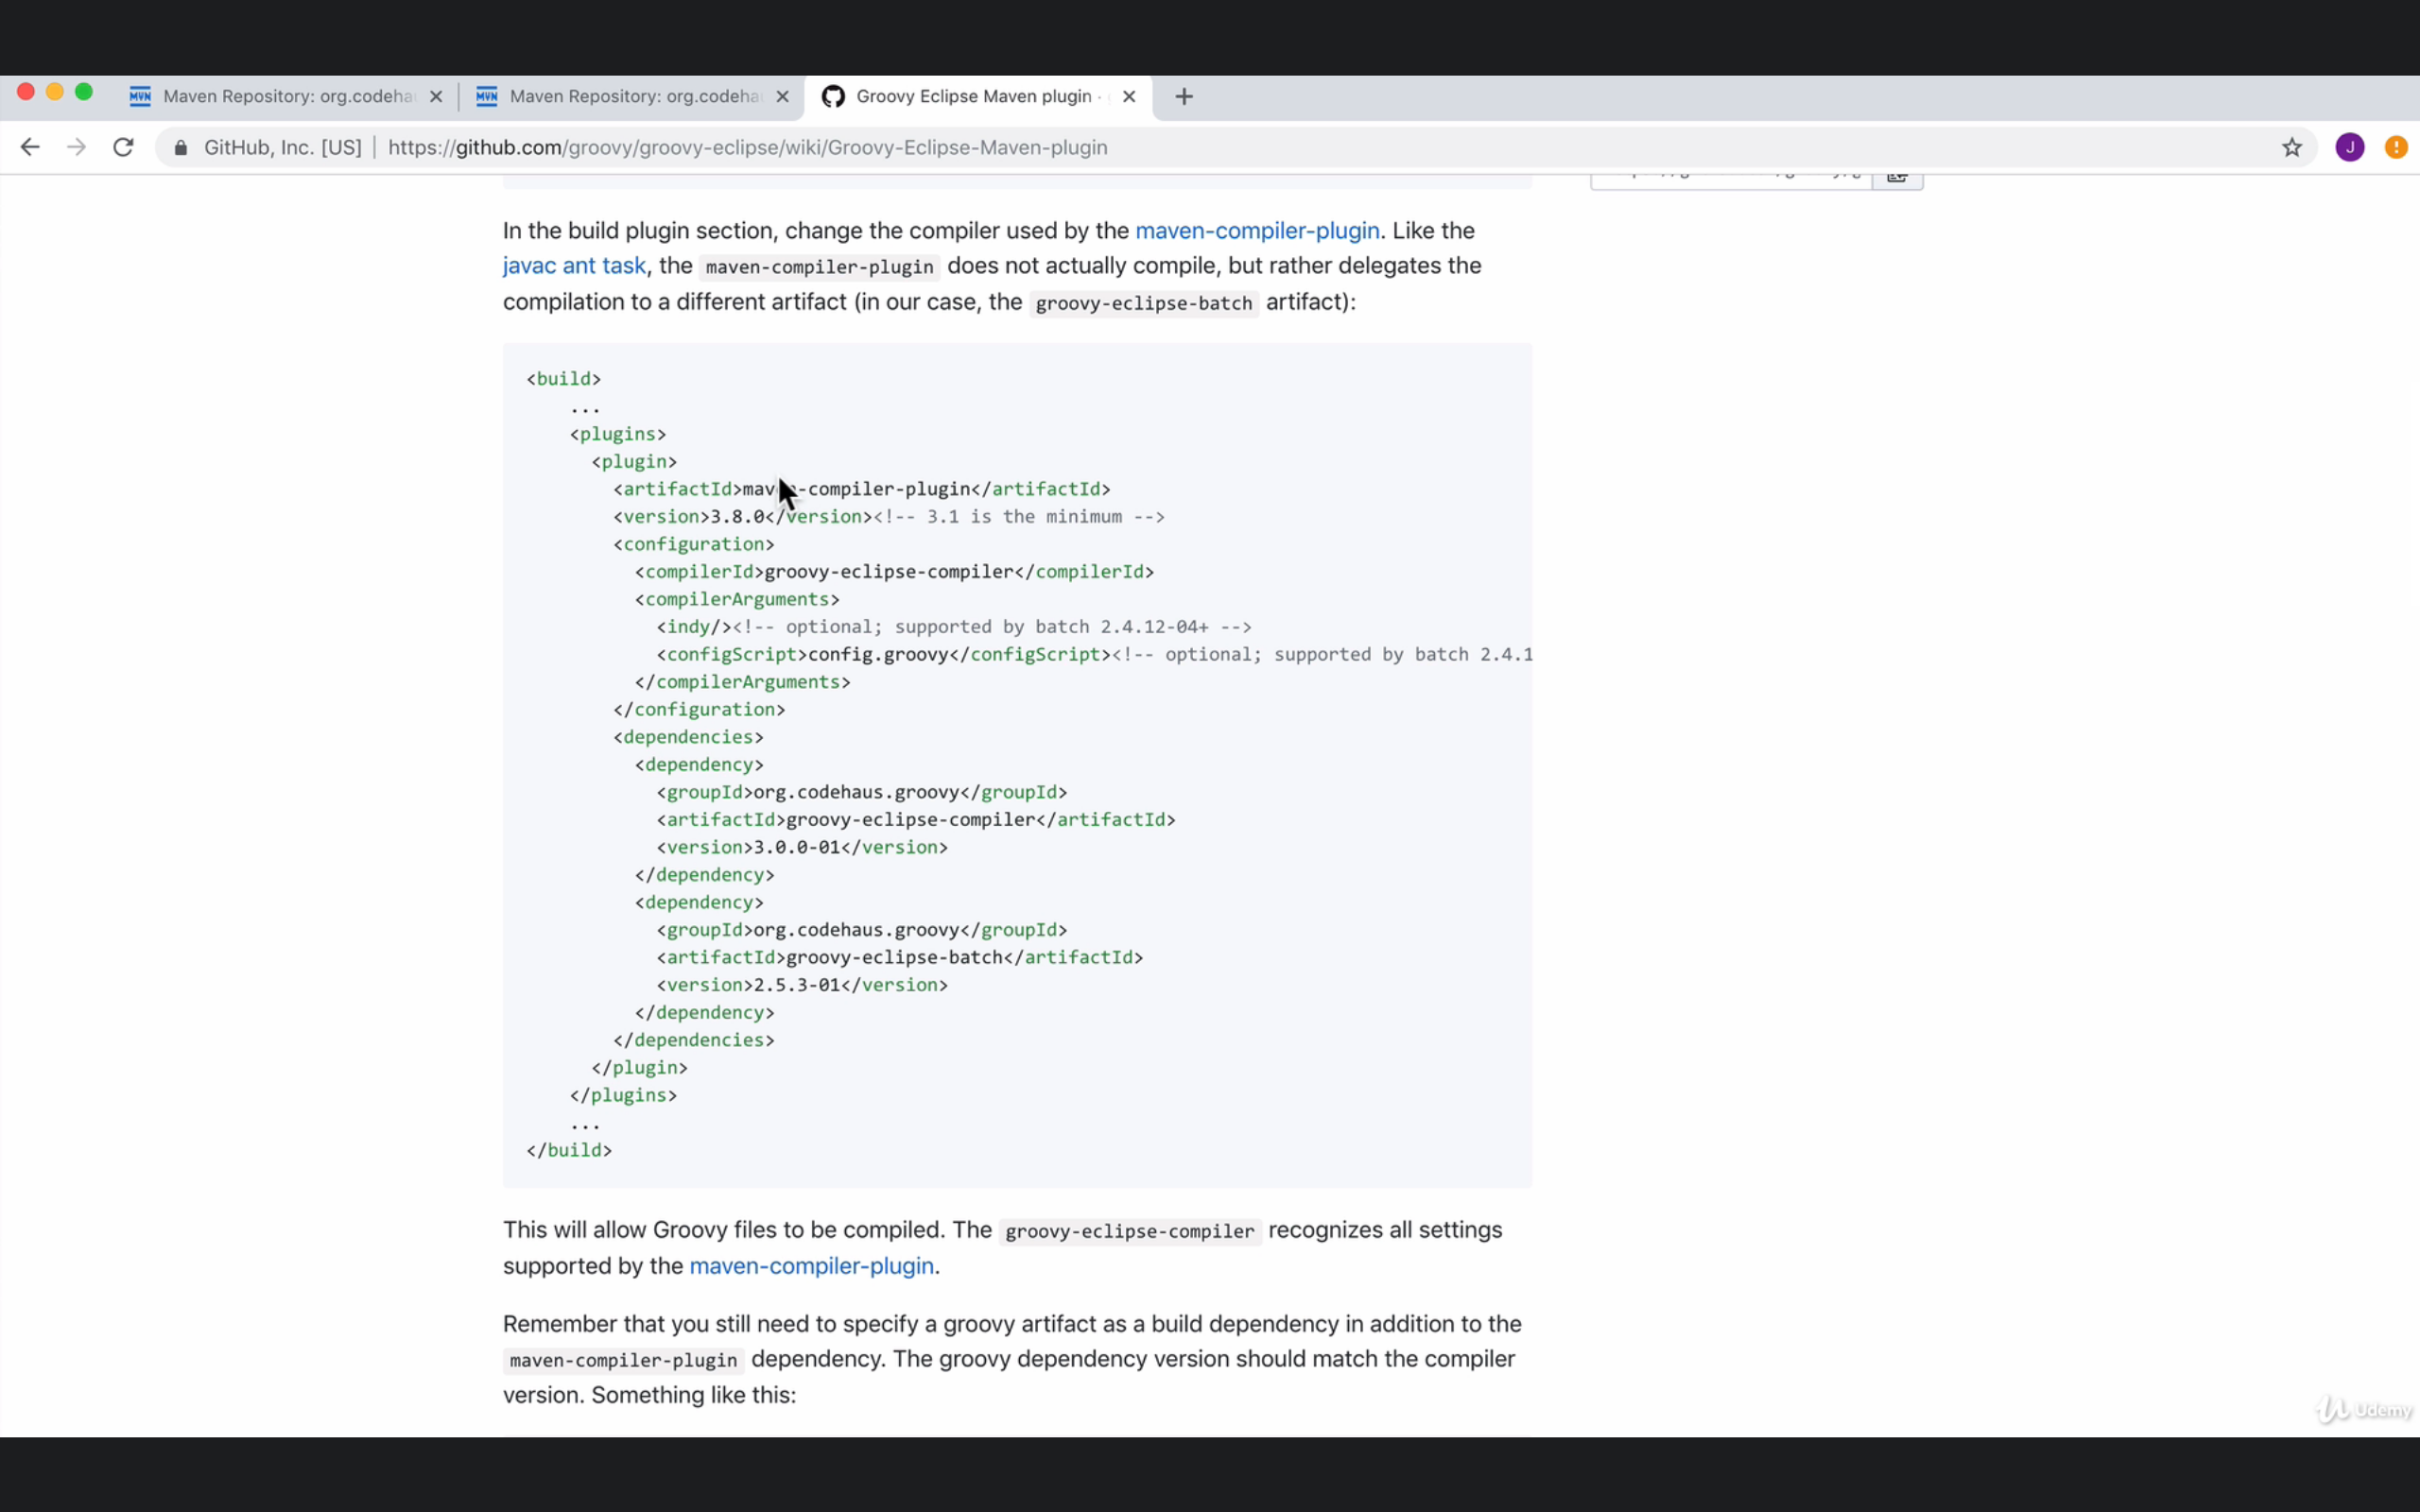 MVN Maven Repository: org.codeha
MVN Maven Repository: org.codeha
Groovy Eclipse Maven plugin ·
GitHub, Inc. [US] | https://github.com/groovy/groovy-eclipse/wiki/Groovy-Eclipse-Maven-plugin
J
In the build plugin section, change the compiler used by the maven-compiler-plugin. Like the
javac ant task, the maven-compiler-plugin does not actually compile, but rather delegates the
compilation to a different artifact (in our case, the groovy-eclipse-batch artifact):
<build>
...
<plugins>
<plugin>
<artifactId>maven-compiler-plugin</artifactId>
<version>3.8.0</version><!-- 3.1 is the minimum -->
<configuration>
<compilerId>groovy-eclipse-compiler</compilerId>
<compilerArguments>
<indy/><!-- optional; supported by batch 2.4.12-04+ -->
<configScript>config.groovy</configScript><!-- optional; supported by batch 2.4.1
</compilerArguments>
</configuration>
<dependencies>
<dependency>
<groupId>org.codehaus.groovy</groupId>
<artifactId>groovy-eclipse-compiler</artifactId>
<version>3.0.0-01</version>
</dependency>
<dependency>
<groupId>org.codehaus.groovy</groupId>
<artifactId>groovy-eclipse-batch</artifactId>
<version>2.5.3-01</version>
</dependency>
</dependencies>
</plugin>
</plugins>
...
</build>
This will allow Groovy files to be compiled. The groovy-eclipse-compiler recognizes all settings
supported by the maven-compiler-plugin.
Remember that you still need to specify a groovy artifact as a build dependency in addition to the
maven-compiler-plugin dependency. The groovy dependency version should match the compiler
version. Something like this:
Udemy